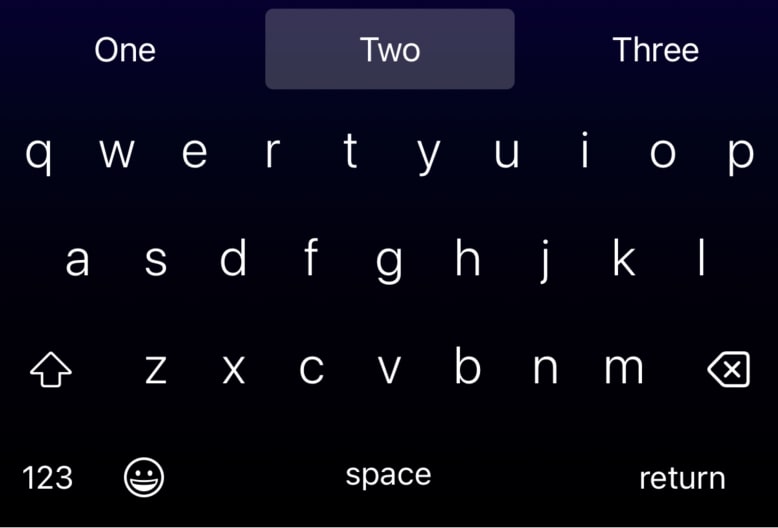 One Two Three
q w e r t y u i o p
a s d f g h j k l
z x c v b n m
123 space return